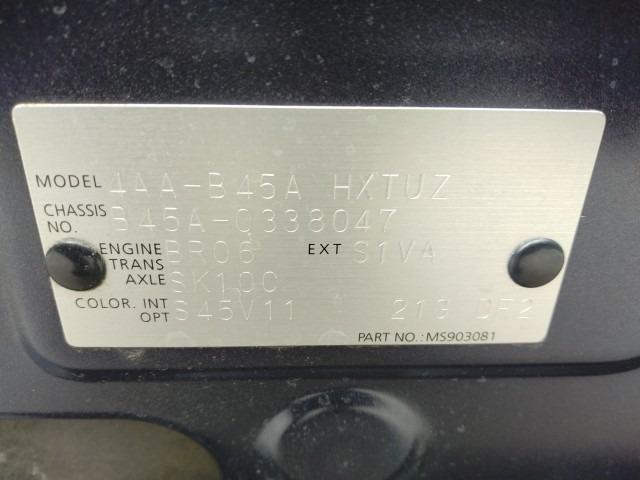 MODEL 4AA-B45A HXTUZ
CHASSIS NO. B45A-0338047
ENGINE BR06 EXT S1VA
TRANS AXLE SK10C
COLOR. INT OPT S45V11 213 DF2
PART NO.: MS903081